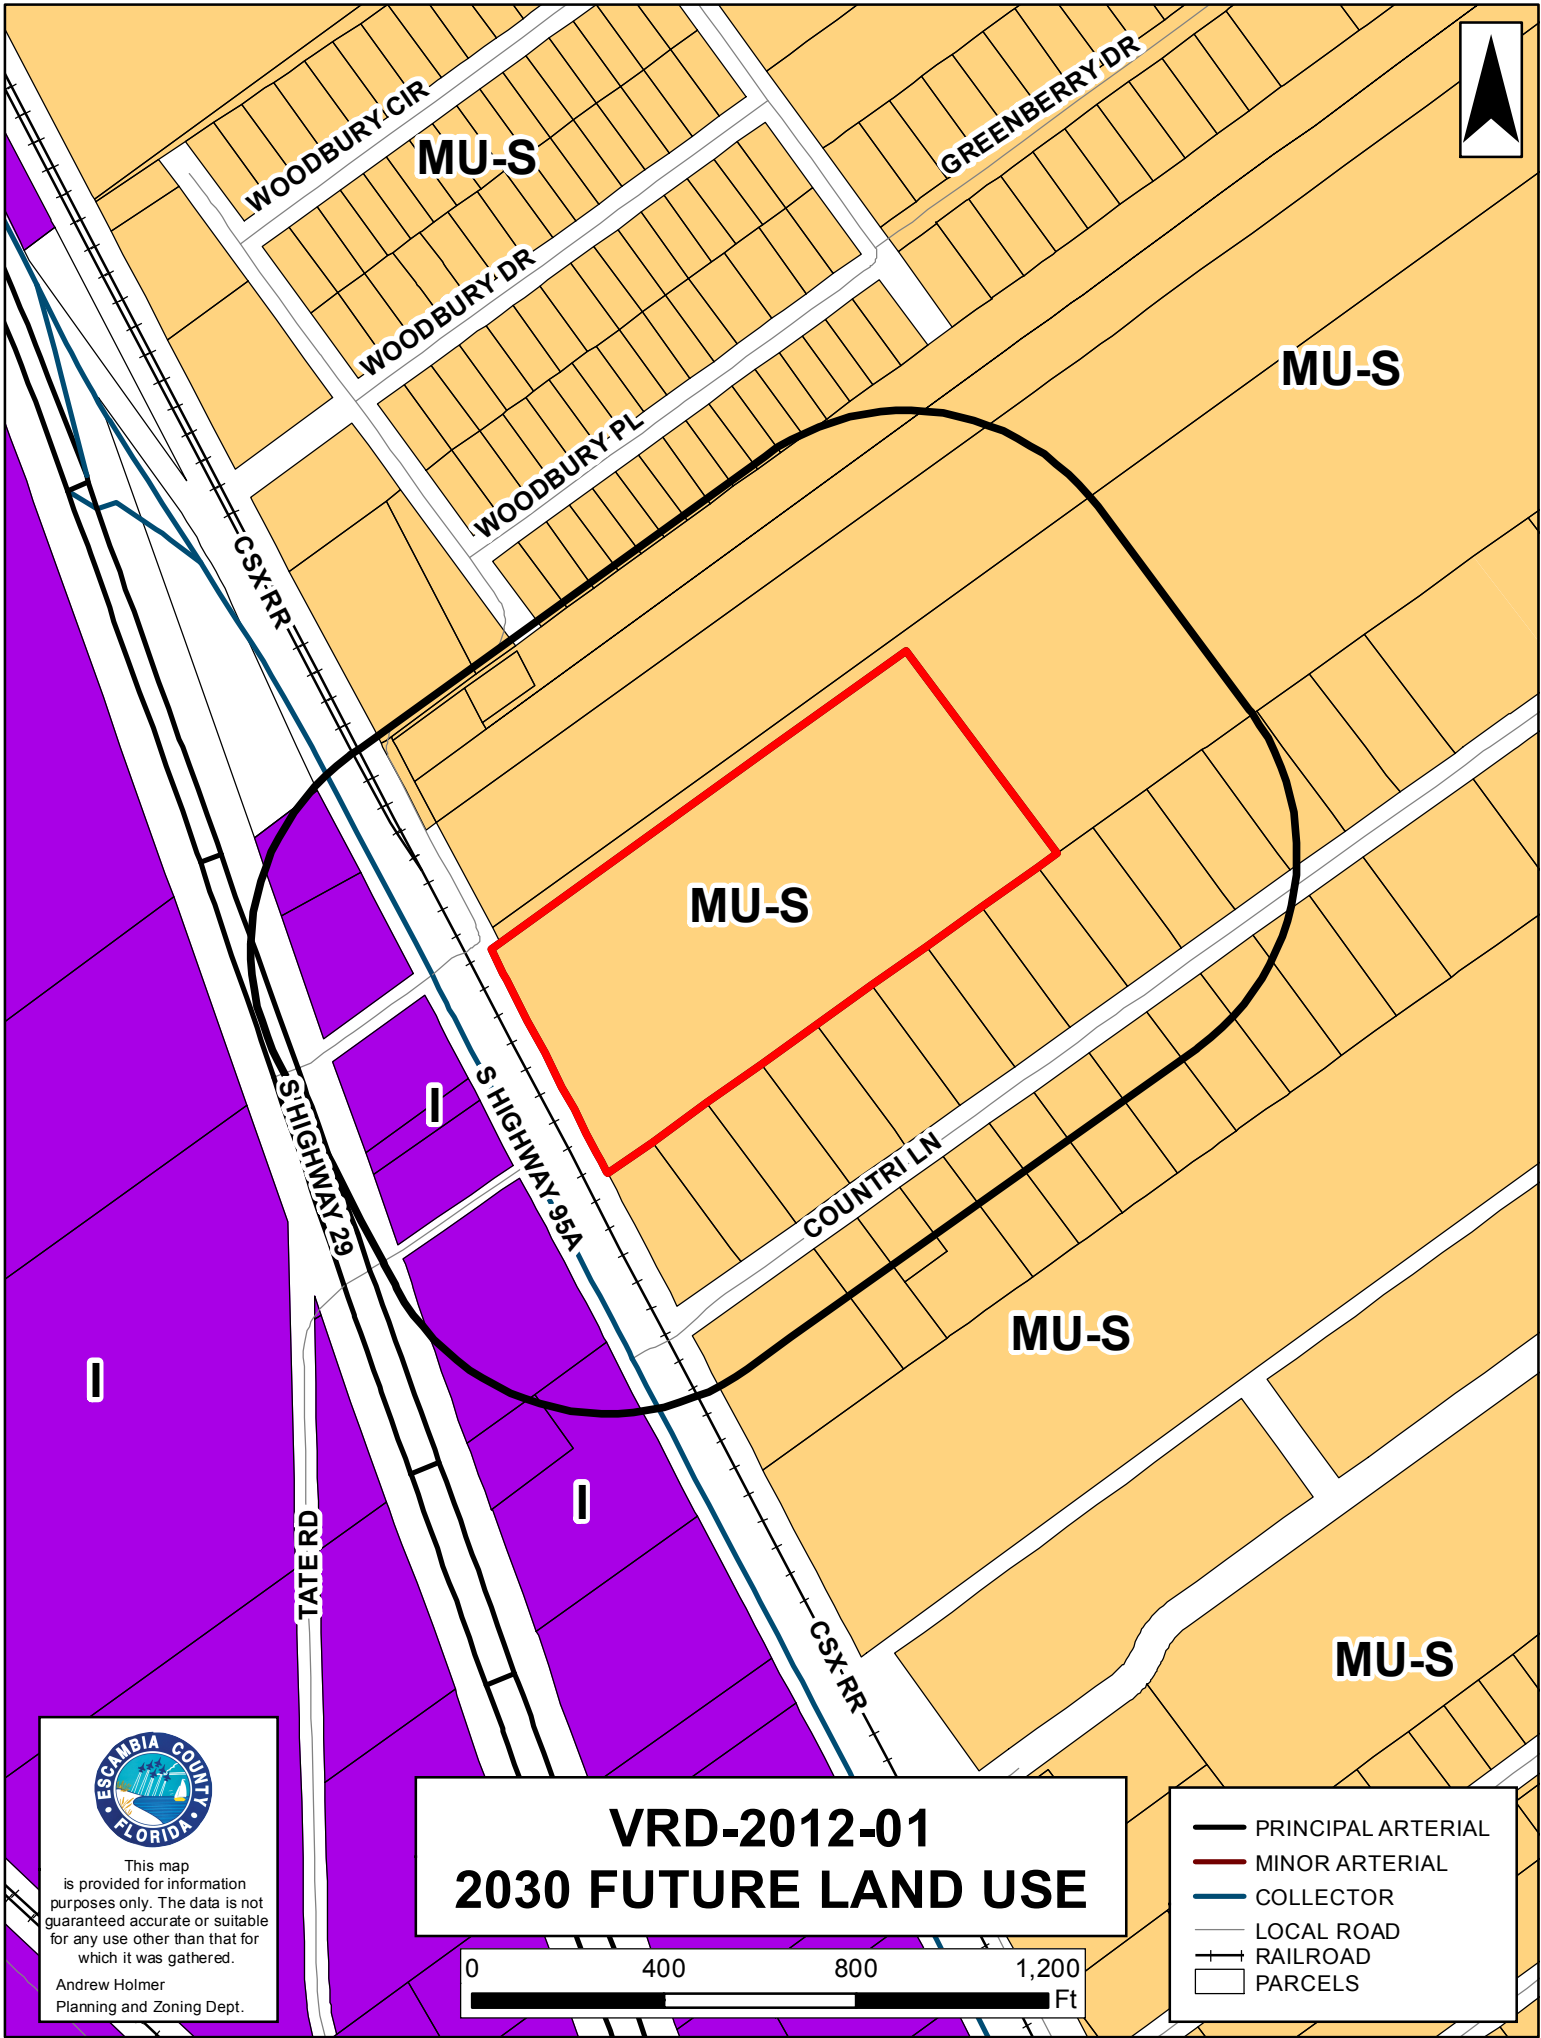 WOODBURY CIR
MU-S
GREENBERRY DR
WOODBURY DR
MU-S
WOODBURY PL
CSX RR
MU-S
S HIGHWAY 29
I
S HIGHWAY 95A
COUNTRI LN
MU-S
I
I
TATE RD
CSX RR
MU-S
ESCAMBIA COUNTY
FLORIDA
This map
is provided for information
purposes only. The data is not
guaranteed accurate or suitable
for any use other than that for
which it was gathered.
Andrew Holmer
Planning and Zoning Dept.
VRD-2012-01
2030 FUTURE LAND USE
0 400 800 1,200
Ft
PRINCIPAL ARTERIAL
MINOR ARTERIAL
COLLECTOR
LOCAL ROAD
RAILROAD
PARCELS